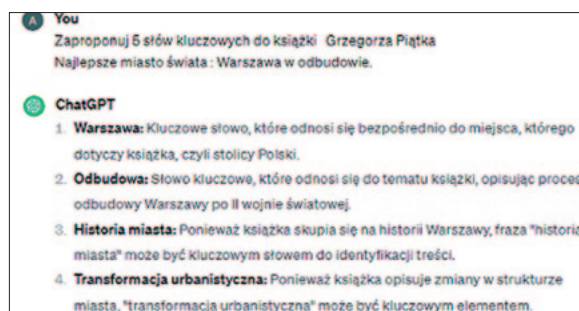 A You
Zaproponuj 5 słów kluczowych do książki Grzegorza Piątka
Najlepsze miasto świata : Warszawa w odbudowie.
ChatGPT
1. Warszawa: Kluczowe słowo, które odnosi się bezpośrednio do miejsca, którego
dotyczy książka, czyli stolicy Polski.
2. Odbudowa: Słowo kluczowe, które odnosi się do tematu książki, opisując proces
odbudowy Warszawy po II wojnie światowej.
3. Historia miasta: Ponieważ książka skupia się na historii Warszawy, fraza "historia
miasta" może być kluczowym słowem do identyfikacji treści.
4. Transformacja urbanistyczna: Ponieważ książka opisuje zmiany w strukturze
miasta, "transformacja urbanistyczna" może być kluczowym elementem.